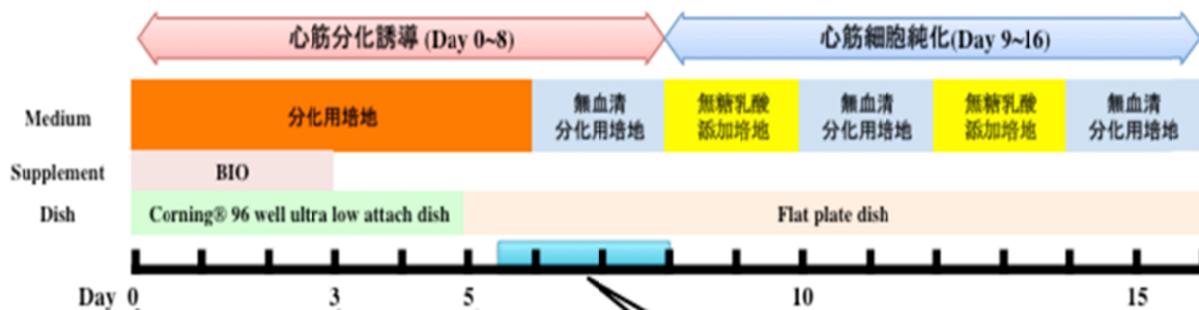 心筋分化誘導 (Day 0~8)
心筋細胞純化(Day 9~16)
Medium
分化用培地
無血清
分化用培地
無糖乳酸
添加培地
無血清
分化用培地
無糖乳酸
添加培地
無血清
分化用培地
Supplement
BIO
Dish
Corning® 96 well ultra low attach dish
Flat plate dish
Day 0 3 5 10 15